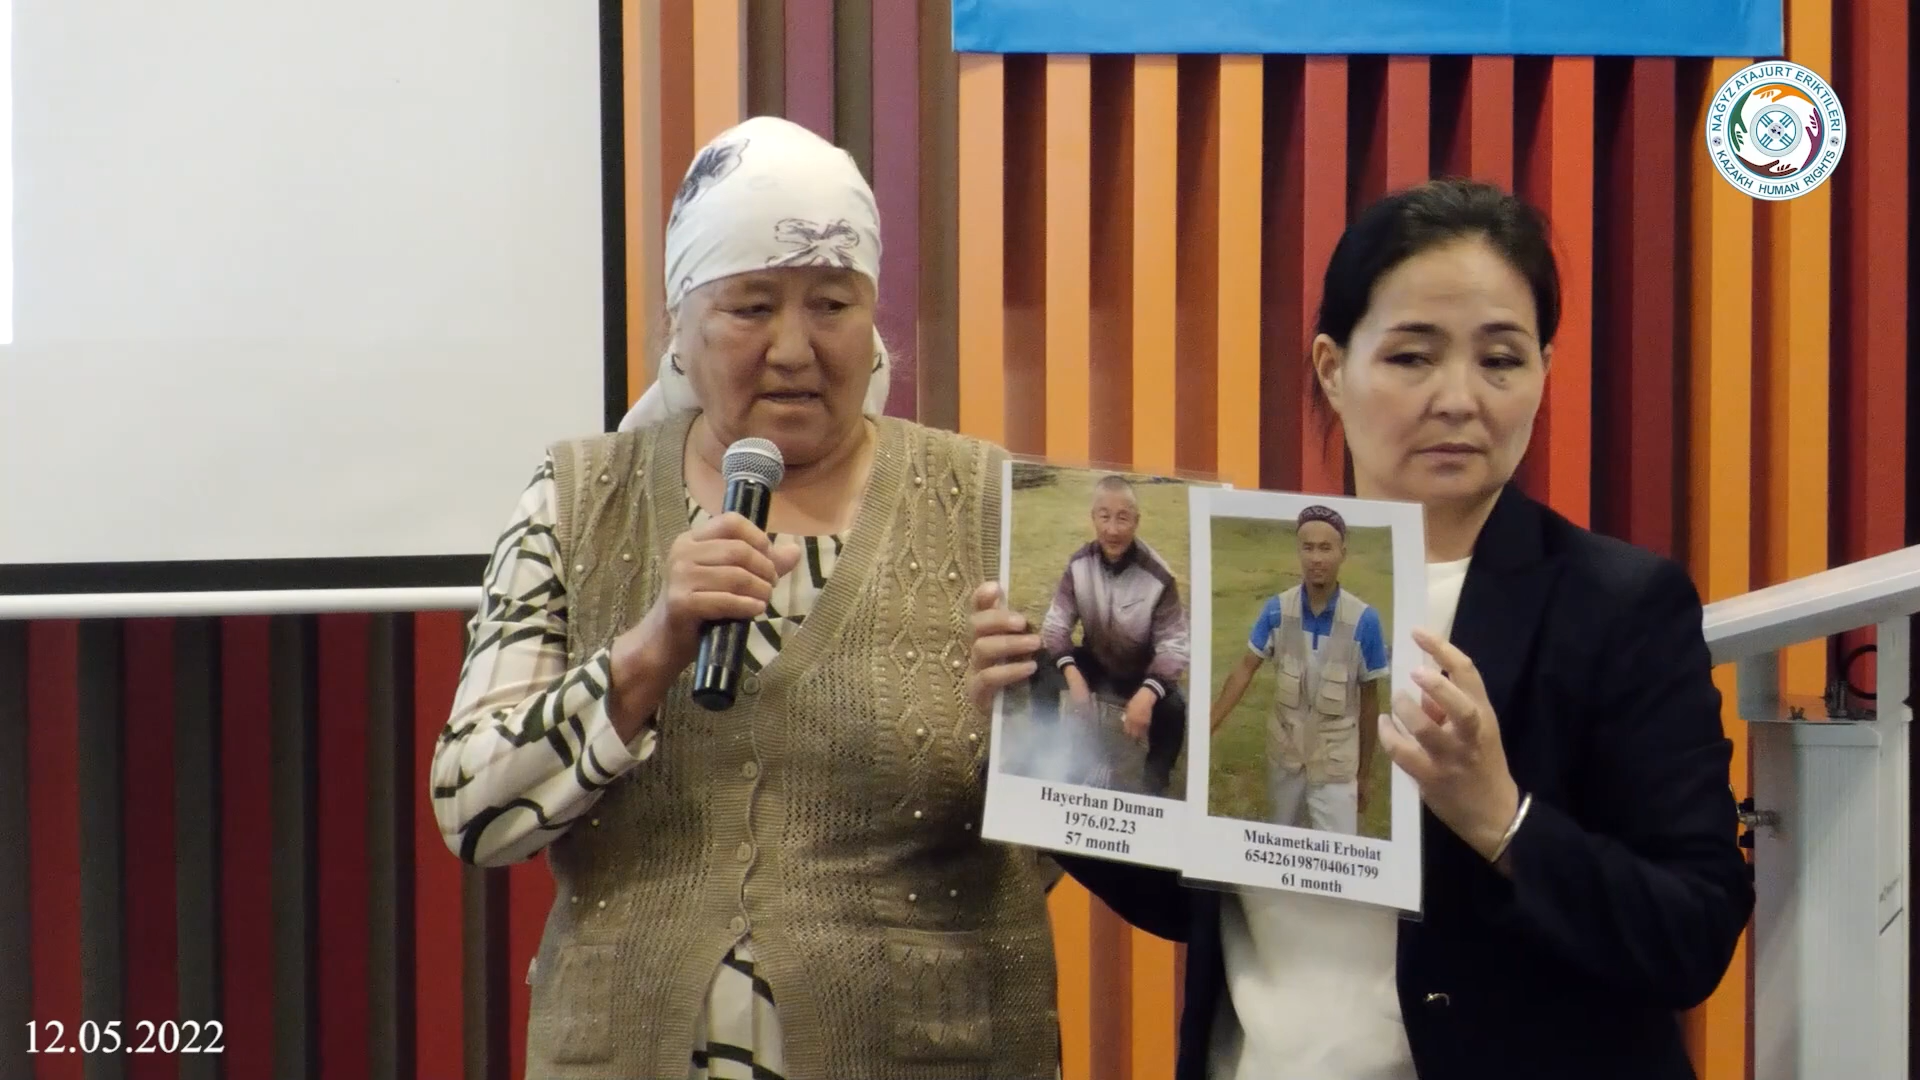 NAGYZ ATAJURT ERIKTILERI
KAZAKH HUMAN RIGHTS
Hayerhan Duman
1976.02.23
57 month
Mukametkali Erbolat
654226198704061799
61 month
12.05.2022